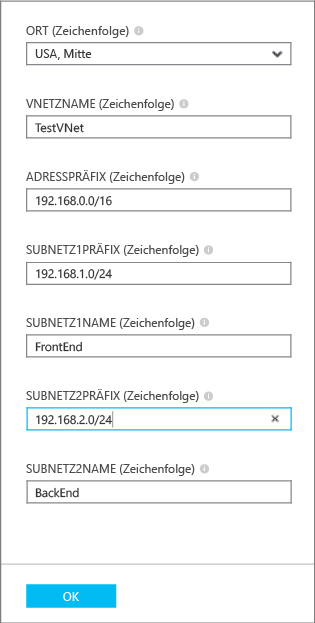 ORT (Zeichenfolge)
USA, Mitte
VNETZNAME (Zeichenfolge)
TestVNet
ADRESSPRÄFIX (Zeichenfolge)
192.168.0.0/16
SUBNETZ1PRÄFIX (Zeichenfolge)
192.168.1.0/24
SUBNETZ1NAME (Zeichenfolge)
FrontEnd
SUBNETZ2PRÄFIX (Zeichenfolge)
192.168.2.0/24
SUBNETZ2NAME (Zeichenfolge)
BackEnd
OK